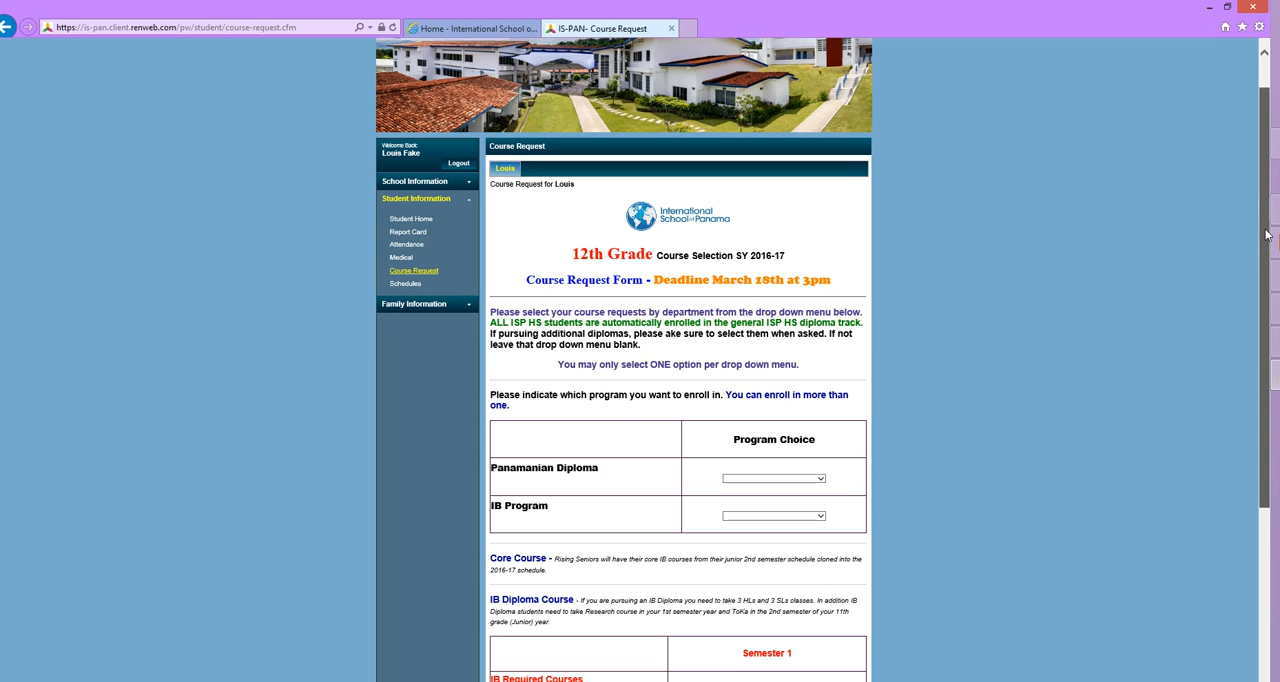 https://is-pan.client.renweb.com/pw/student/course-request.cfm
Home - International School o...
IS-PAN- Course Request
Welcome Back:
Louis Fake
Logout
School Information
Student Information
Student Home
Report Card
Attendance
Medical
Course Request
Schedules
Family Information
Course Request
Louis
Course Request for Louis
International
School of Panama
12th Grade Course Selection SY 2016-17
Course Request Form - Deadline March 18th at 3pm
Please select your course requests by department from the drop down menu below.
ALL ISP HS students are automatically enrolled in the general ISP HS diploma track.
If pursuing additional diplomas, please ake sure to select them when asked. If not
leave that drop down menu blank.
You may only select ONE option per drop down menu.
Please indicate which program you want to enroll in. You can enroll in more than
one.
Program Choice
Panamanian Diploma
IB Program
Core Course - Rising Seniors will have their core IB courses from their junior 2nd semester schedule cloned into the
2016-17 schedule.
IB Diploma Course - If you are pursuing an IB Diploma you need to take 3 HLs and 3 SLs classes. In addition IB
Diploma students need to take Research course in your 1st semester year and ToKa in the 2nd semester of your 11th
grade (Junior) year.
Semester 1
IB Required Courses